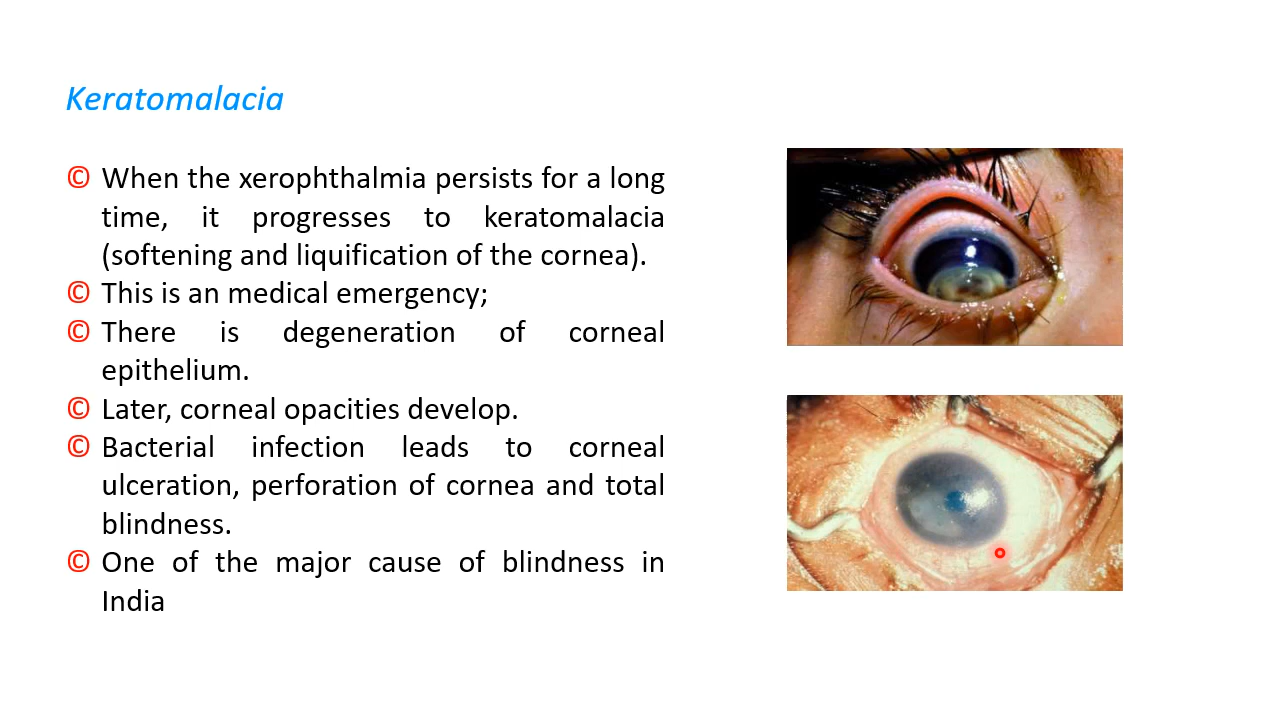 Keratomalacia
© When the xerophthalmia persists for a long
time, it progresses to keratomalacia
(softening and liquification of the cornea).
© This is an medical emergency;
© There is degeneration of corneal
epithelium.
© Later, corneal opacities develop.
© Bacterial infection leads to corneal
ulceration, perforation of cornea and total
blindness.
© One of the major cause of blindness in
India